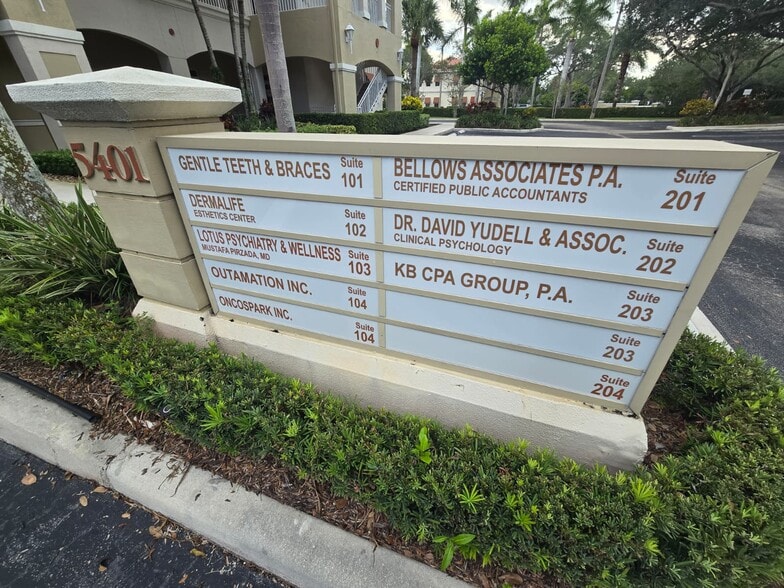 5401
GENTLE TEETH & BRACES Suite 101
DERMALIFE
ESTHETICS CENTER
Suite 102
LOTUS PSYCHIATRY & WELLNESS
MUSTAFA PIRZADA, MD
Suite 103
OUTAMATION INC. Suite 104
ONCOSPARK INC. Suite 104
BELLOWS ASSOCIATES P.A.
CERTIFIED PUBLIC ACCOUNTANTS
Suite 201
DR. DAVID YUDELL & ASSOC.
CLINICAL PSYCHOLOGY
Suite 202
KB CPA GROUP, P.A. Suite 203
Suite 203
Suite 204